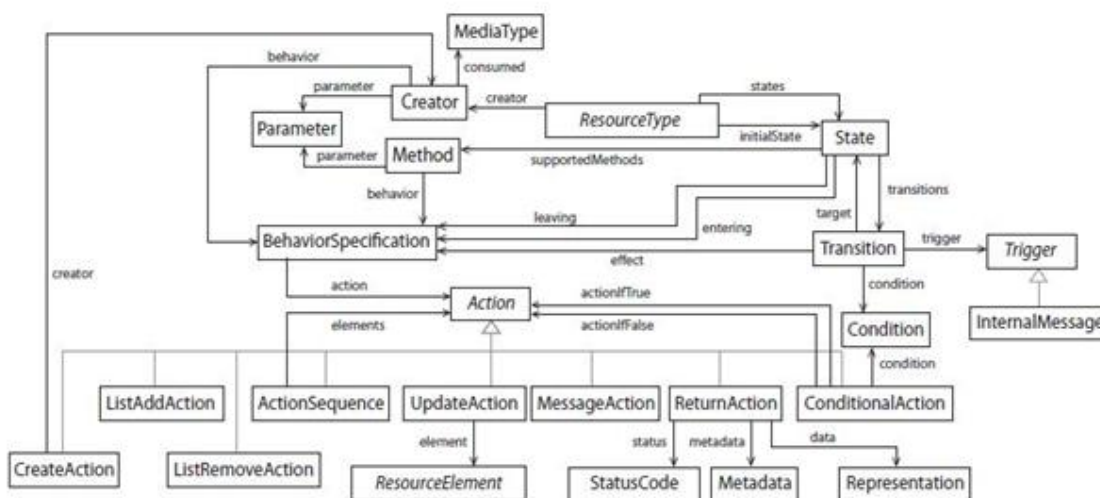 MediaType
behavior
consumed
parameter
Creator
creator
states
ResourceType
Parameter
initialState
State
parameter
Method
supportedMethods
behavior
transitions
leaving
target
entering
BehaviorSpecification
Transition
trigger
Trigger
effect
creator
action
condition
Action
actionIfTrue
elements
actionIfFalse
Condition
InternalMessage
condition
ListAddAction
ActionSequence
UpdateAction
MessageAction
ReturnAction
ConditionalAction
element
status
metadata
data
CreateAction
ListRemoveAction
ResourceElement
StatusCode
Metadata
Representation